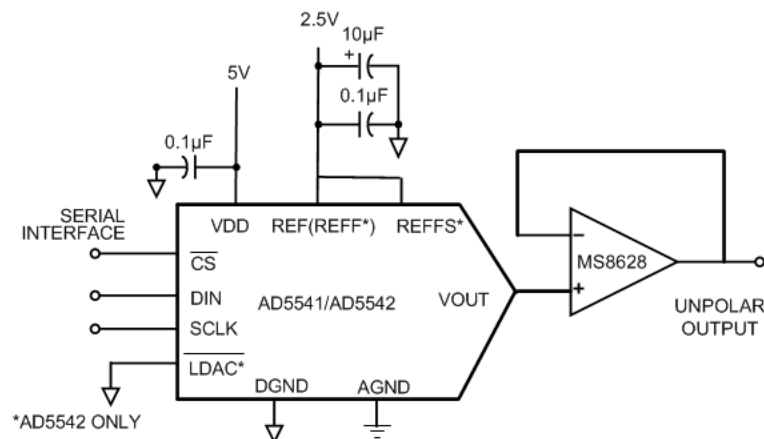 2.5V
10µF
+
5V
0.1µF
0.1µF
SERIAL
INTERFACE
VDD
REF(REFF*)
REFFS*
CS
DIN
AD5541/AD5542
VOUT
SCLK
LDAC*
DGND
AGND
*AD5542 ONLY
−
MS8628
+
UNPOLAR
OUTPUT